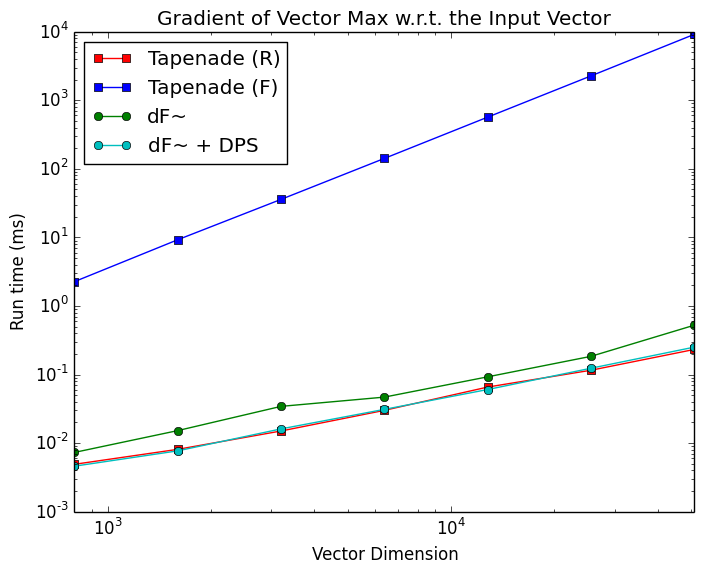 Gradient of Vector Max w.r.t. the Input Vector
Tapenade (R)
Tapenade (F)
dF~
dF~ + DPS
10^4
10^3
10^2
10^1
10^0
10^-1
10^-2
10^-3
Run time (ms)
10^3
10^4
Vector Dimension